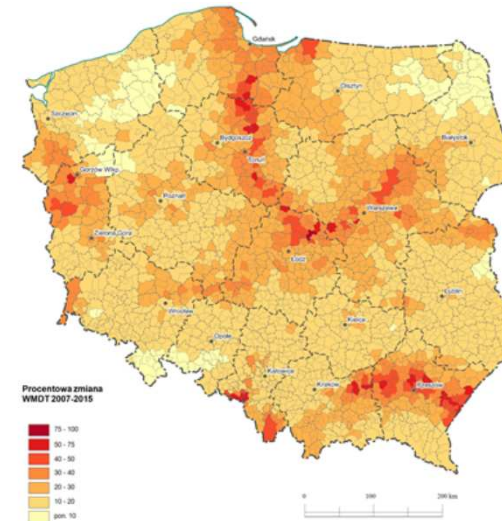 Gdańsk
Olsztyn
Szczecin
Bydgoszcz
Białystok
Toruń
Gorzów Wlkp.
Poznań
Warszawa
Zielona Góra
Łódź
Wrocław
Lublin
Kielce
Opole
Katowice
Kraków
Rzeszów
Procentowa zmiana
WMDT 2007-2015
75 - 100
50 - 75
40 - 50
30 - 40
20 - 30
10 - 20
pon. 10
0 100 200 km